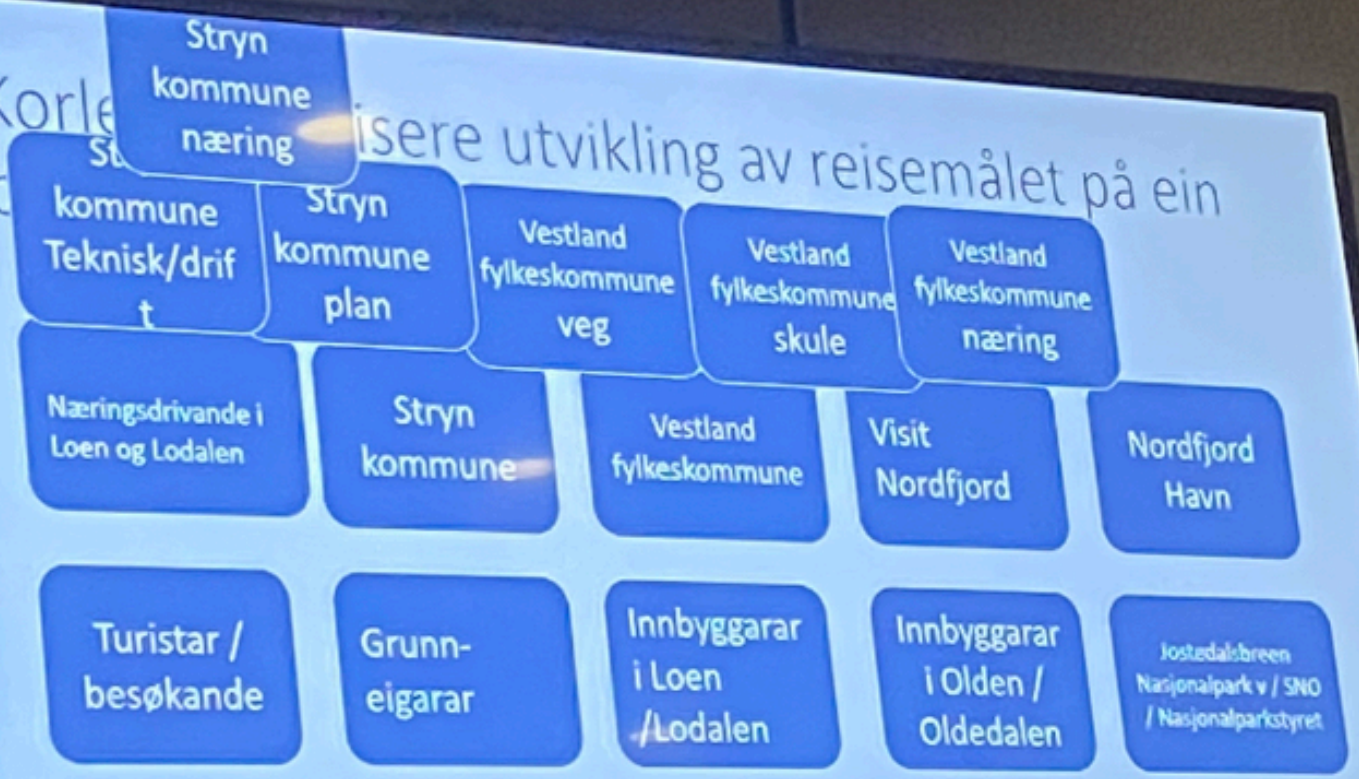 Stryn
kommune
næring
Korle
isere utvikling av reisemålet på ein
St
kommune
Teknisk/drif
t
Stryn
kommune
plan
Vestland
fylkeskommune
veg
Vestland
fylkeskommune
skule
Vestland
fylkeskommune
næring
Næringsdrivande i
Loen og Lodalen
Stryn
kommune
Vestland
fylkeskommune
Visit
Nordfjord
Nordfjord
Havn
Turistar /
besøkande
Grunn-
eigarar
Innbyggarar
i Loen
/Lodalen
Innbyggarar
i Olden /
Oldedalen
Jostedalsbreen
Nasjonalpark v / SNO
/ Nasjonalparkstyret